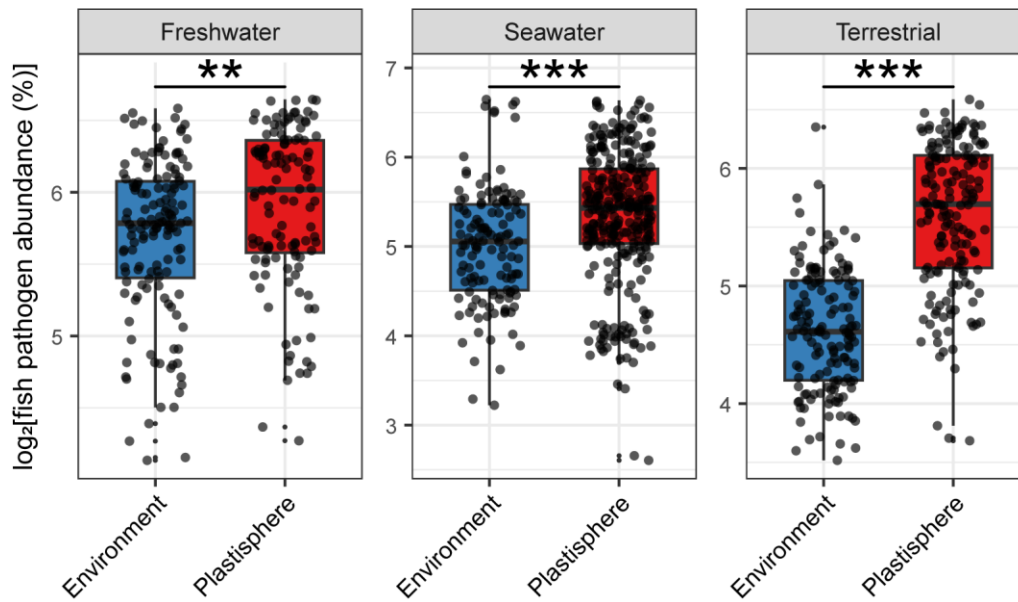 Freshwater
Seawater
Terrestrial
log₂[fish pathogen abundance (%)]
**
***
***
6
5
7
6
5
4
3
6
5
4
Environment
Plastisphere
Environment
Plastisphere
Environment
Plastisphere